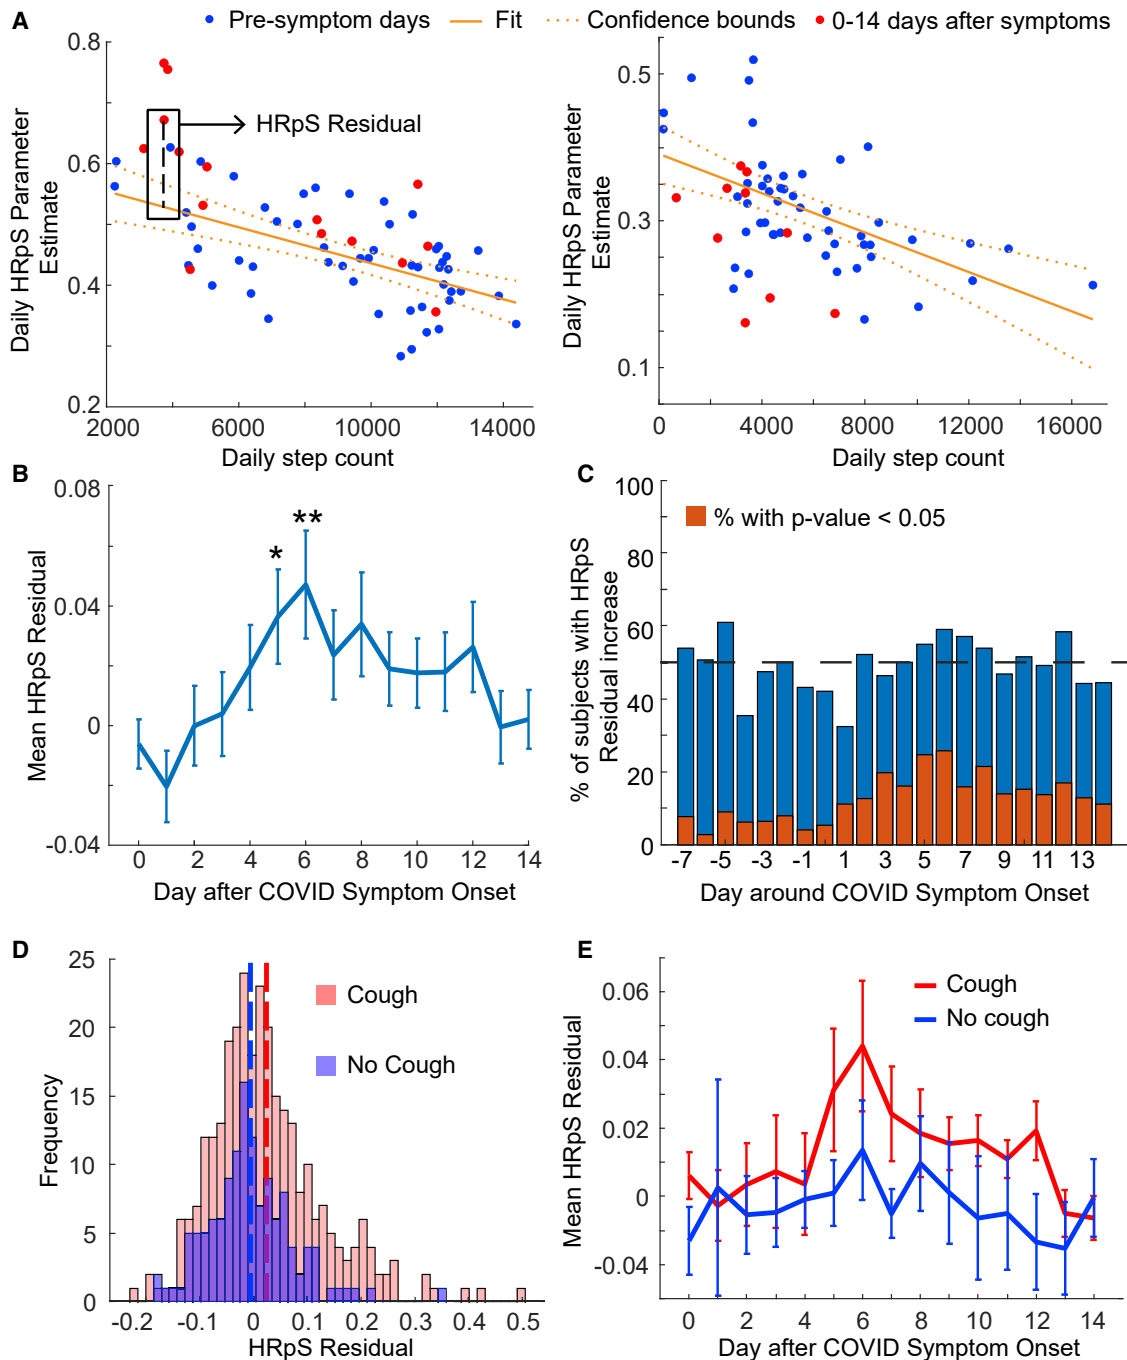 A
Pre-symptom days
Fit
Confidence bounds
0-14 days after symptoms
0.8
0.6
0.4
0.2
Daily HRpS Parameter
Estimate
HRpS Residual
2000
6000
10000
14000
Daily step count
0.5
0.3
0.1
Daily HRpS Parameter
Estimate
0
4000
8000
12000
16000
Daily step count
B
0.08
0.04
0
-0.04
Mean HRpS Residual
*
**
0
2
4
6
8
10
12
14
Day after COVID Symptom Onset
C
100
80
60
40
20
0
% of subjects with HRpS
Residual increase
% with p-value < 0.05
-7
-5
-3
-1
1
3
5
7
9
11
13
Day around COVID Symptom Onset
D
25
20
15
10
5
0
Frequency
Cough
No Cough
-0.2
-0.1
0
0.1
0.2
0.3
0.4
0.5
HRpS Residual
E
0.06
0.04
0.02
0
-0.04
Mean HRpS Residual
Cough
No cough
0
2
4
6
8
10
12
14
Day after COVID Symptom Onset